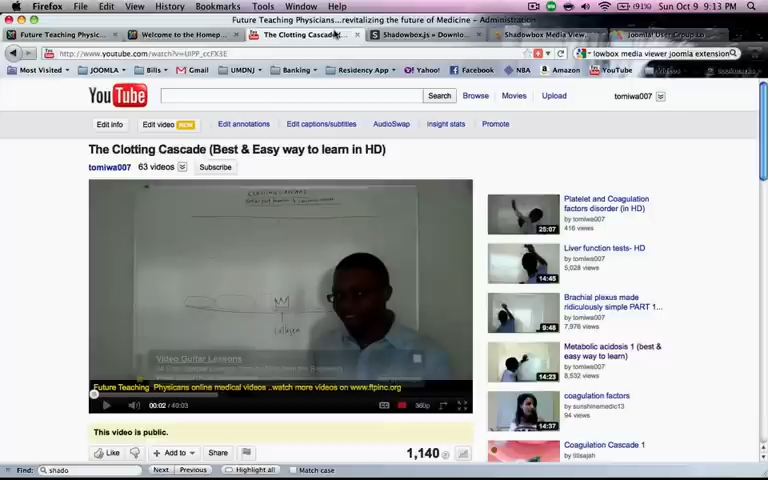 Firefox File Edit View History Bookmarks Tools Window Help
Sun Oct 9 9:13 PM
Future Teaching Physicians...revitalizing the future of Medicine - Administration
Future Teaching Physic...
Welcome to the Homep...
The Clotting Cascade...
Shadowbox.js » Downlo...
Shadowbox Media View...
Joomla! User Group Lo...
http://www.youtube.com/watch?v=UIPP_ccFX3E
lowbox media viewer joomla extension
Most Visited JOOMLA Bills Gmail UMDNJ Banking Residency App Yahoo! Facebook NBA Amazon YouTube
YouTube
Search Browse Movies Upload tomiwa007
Edit info Edit video NEW Edit annotations Edit captions/subtitles AudioSwap Insight stats Promote
The Clotting Cascade (Best & Easy way to learn in HD)
tomiwa007 63 videos Subscribe
CLOTTING CASCADE
Collagen
Video Guitar Lessons
Future Teaching Physicans online medical videos ..watch more videos on www.ftpinc.org
00:02 / 40:03 360p
This video is public.
Like Add to Share 1,140
Platelet and Coagulation
factors disorder (in HD)
by tomiwa007
416 views
25:07
Liver function tests- HD
by tomiwa007
5,028 views
14:45
Brachial plexus made
ridiculously simple PART 1...
by tomiwa007
7,976 views
9:48
Metabolic acidosis 1 (best &
easy way to learn)
by tomiwa007
8,532 views
14:23
coagulation factors
by sunshinemedic13
94 views
14:37
Coagulation Cascade 1
Find: shado Next Previous Highlight all Match case